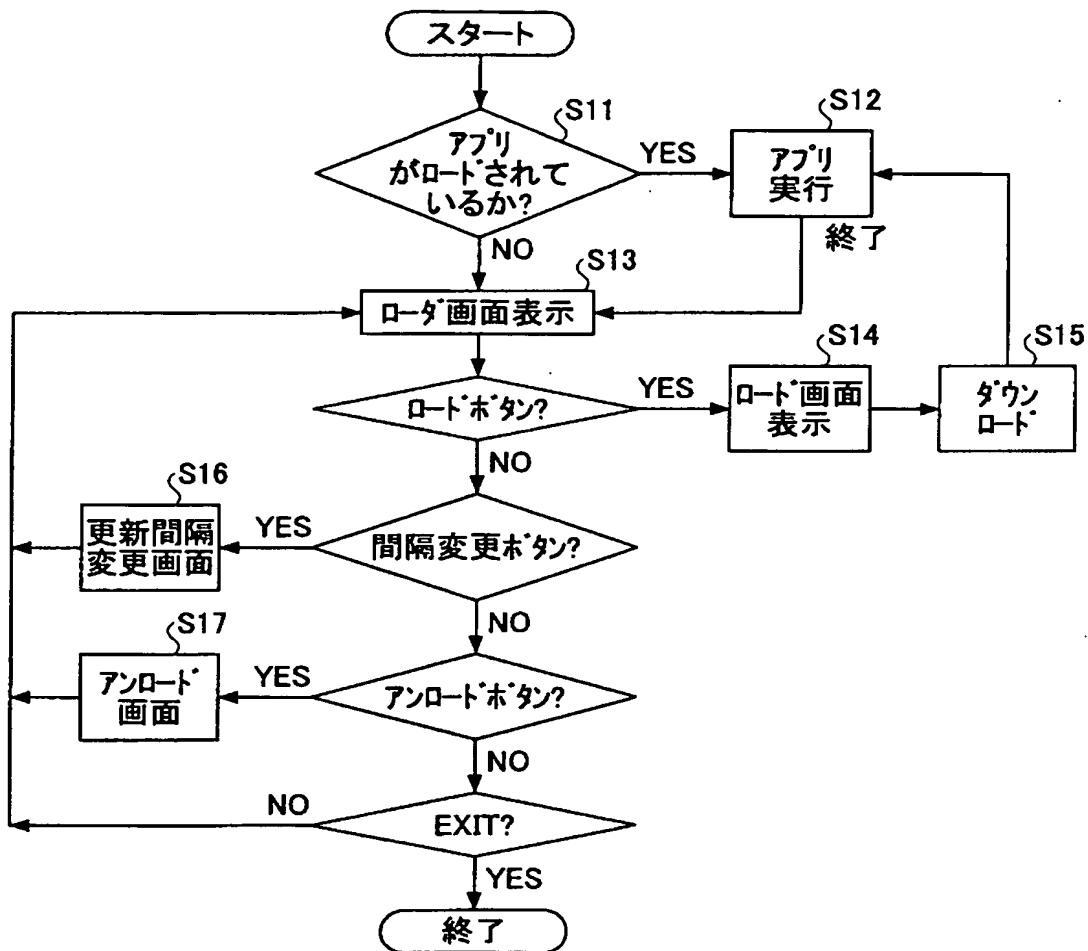 スタート
S11
アプリ
がロードされて
いるか?
YES
S12
アプリ
実行
終了
NO
S13
ローダ画面表示
ロードボタン?
YES
S14
ロード画面
表示
S15
ダウン
ロード
NO
間隔変更ボタン?
YES
S16
更新間隔
変更画面
NO
アンロードボタン?
YES
S17
アンロード
画面
NO
EXIT?
NO
YES
終了